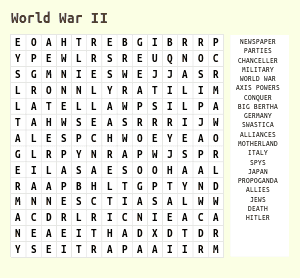 World War II
E O A H T R E B G I B R R P
Y P E W L R S R E U Q N O C
S G M N I E S W E J J A S R
L R O N N L Y R A T I L I M
L A T E L L A W P S I L P A
T A H W S E A S R R R I J W
A L E S P C H W O E Y E A O
G L R P Y N R A P W J S P R
E I L A S A E S O O H A A L
R A A P B H L T G P T Y N D
M N N E S C T I A S A L W W
A C D R L R I C N I E A C A
N E A E I T H A D X D T D R
Y S E I T R A P A A I I R M
NEWSPAPER
PARTIES
CHANCELLER
MILITARY
WORLD WAR
AXIS POWERS
CONQUER
BIG BERTHA
GERMANY
SWASTICA
ALLIANCES
MOTHERLAND
ITALY
SPYS
JAPAN
PROPOGANDA
ALLIES
JEWS
DEATH
HITLER